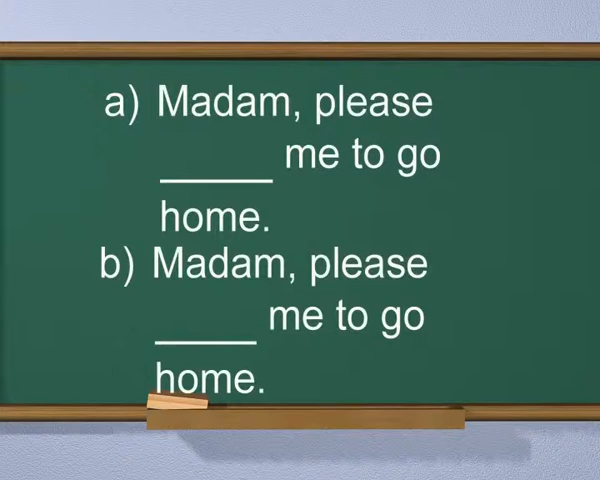 a) Madam, please
_____ me to go
home.
b) Madam, please
_____ me to go
home.